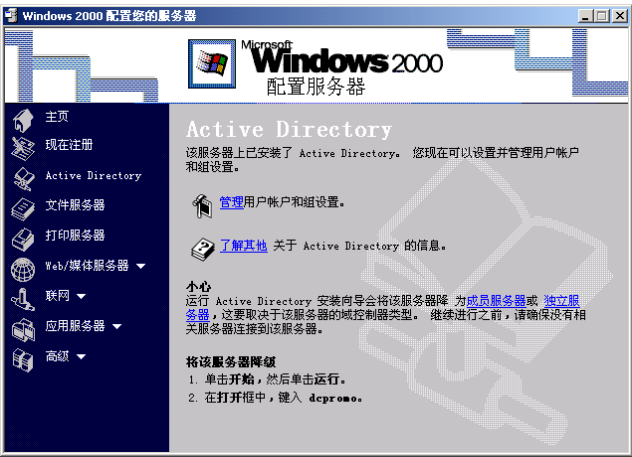 Windows 2000 配置您的服务器
Microsoft
Windows 2000
配置服务器
主页
现在注册
Active Directory
文件服务器
打印服务器
Web/媒体服务器
联网
应用服务器
高级
Active Directory
该服务器上已安装了 Active Directory。 您现在可以设置并管理用户帐户
和组设置。
管理用户帐户和组设置。
了解其他 关于 Active Directory 的信息。
小心
运行 Active Directory 安装向导会将该服务器降 为成员服务器或 独立服
务器，这要取决于该服务器的域控制器类型。 继续进行之前，请确保没有相
关服务器连接到该服务器。
将该服务器降级
1. 单击开始，然后单击运行。
2. 在打开框中，键入 dcpromo。